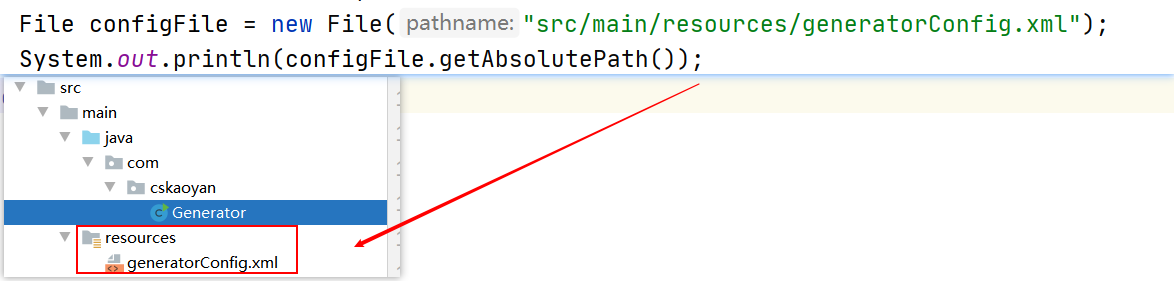 File configFile = new File( pathname: "src/main/resources/generatorConfig.xml");
System.out.println(configFile.getAbsolutePath());
src
main
java
com
cskaoyan
Generator
resources
generatorConfig.xml